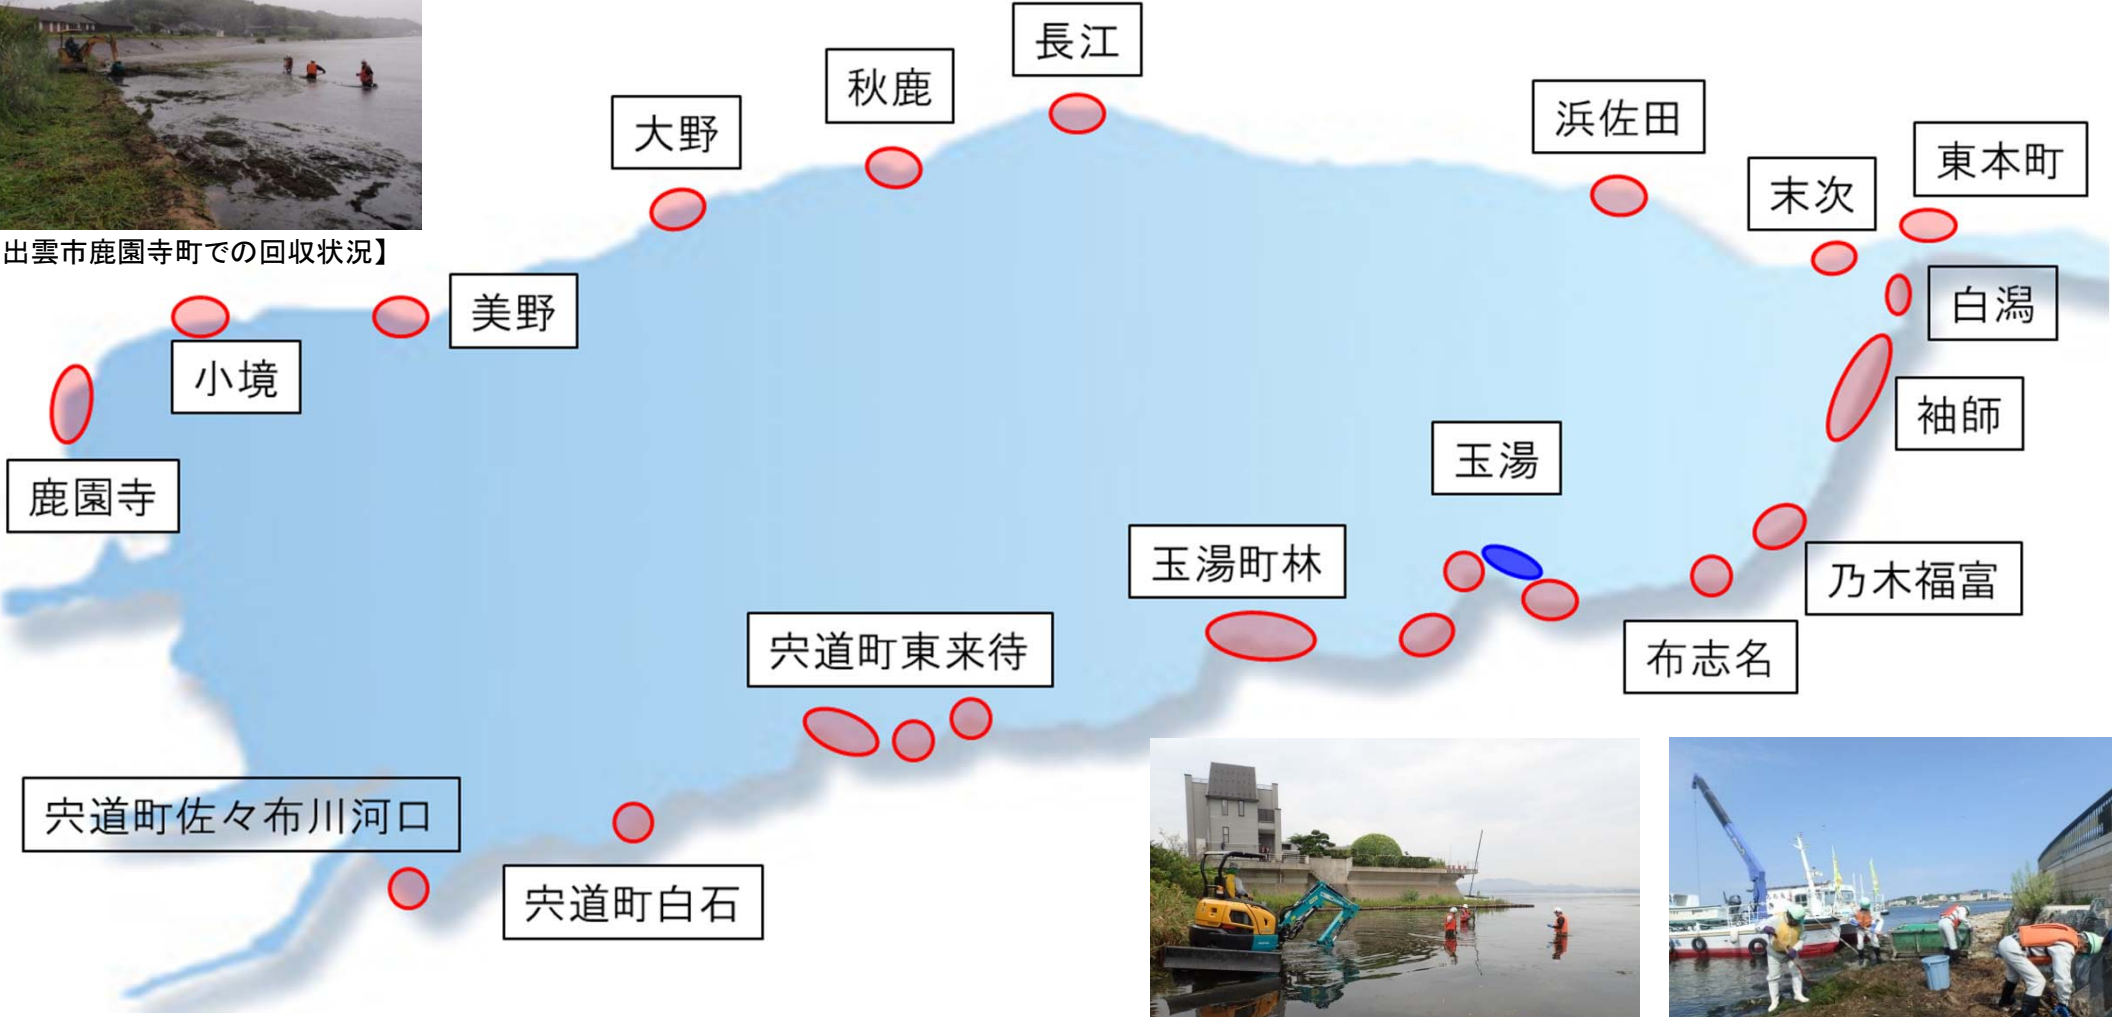 長江
秋鹿
浜佐田
大野
東本町
末次
出雲市鹿園寺町での回収状況】
白潟
美野
小境
袖師
玉湯
鹿園寺
玉湯町林
乃木福富
宍道町東来待
布志名
宍道町佐々布川河口
宍道町白石